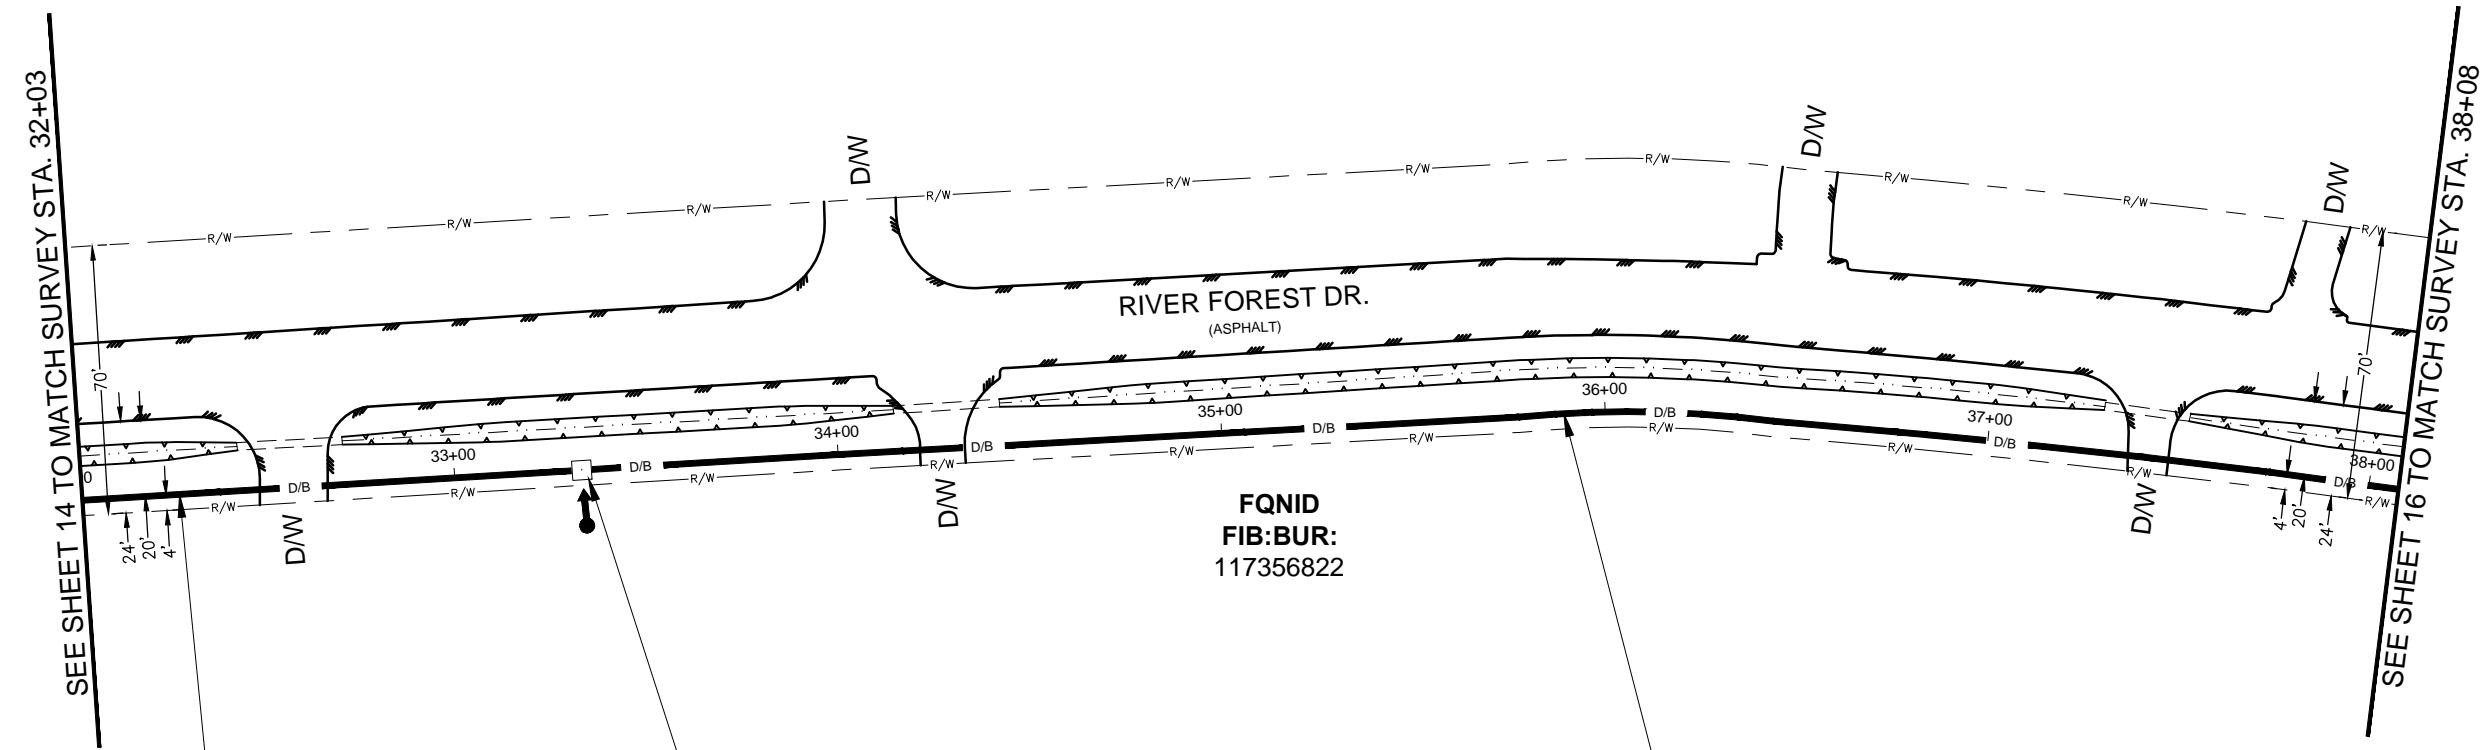 SEE SHEET 14 TO MATCH SURVEY STA. 32+03
R/W
R/W
R/W
D/W
R/W
R/W
R/W
R/W
D/W
R/W
R/W
D/W
R/W
SEE SHEET 16 TO MATCH SURVEY STA. 38+08
70'
RIVER FOREST DR.
(ASPHALT)
70'
0
33+00
34+00
35+00
36+00
37+00
38+00
D/B
D/B
D/B
D/B
D/B
D/B
D/B
R/W
R/W
R/W
R/W
R/W
R/W
R/W
R/W
R/W
R/W
24'
20'
4'
D/W
D/W
D/W
4'
20'
24'
FQNID
FIB:BUR:
117356822